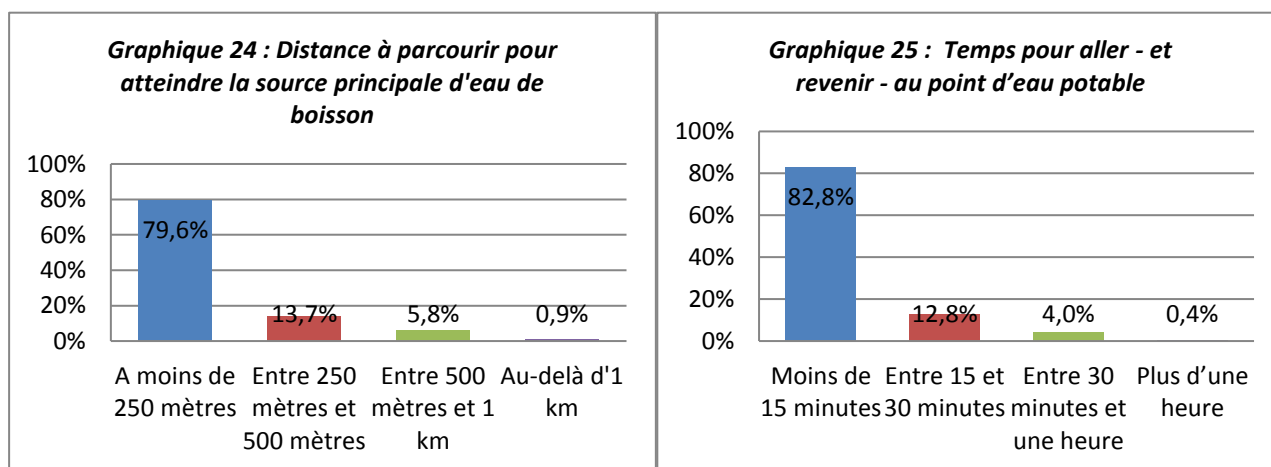 Graphique 24 : Distance à parcourir pour
atteindre la source principale d'eau de
boisson
100%
80%
60%
40%
20%
0%
79,6%
13,7%
5,8%
0,9%
A moins de
250 mètres
Entre 250
mètres et
500 mètres
Entre 500
mètres et 1
km
Au-delà d'1
km
Graphique 25 : Temps pour aller - et
revenir - au point d’eau potable
100%
80%
60%
40%
20%
0%
82,8%
12,8%
4,0%
0,4%
Moins de
15 minutes
Entre 15 et
30 minutes
Entre 30
minutes et
une heure
Plus d’une
heure